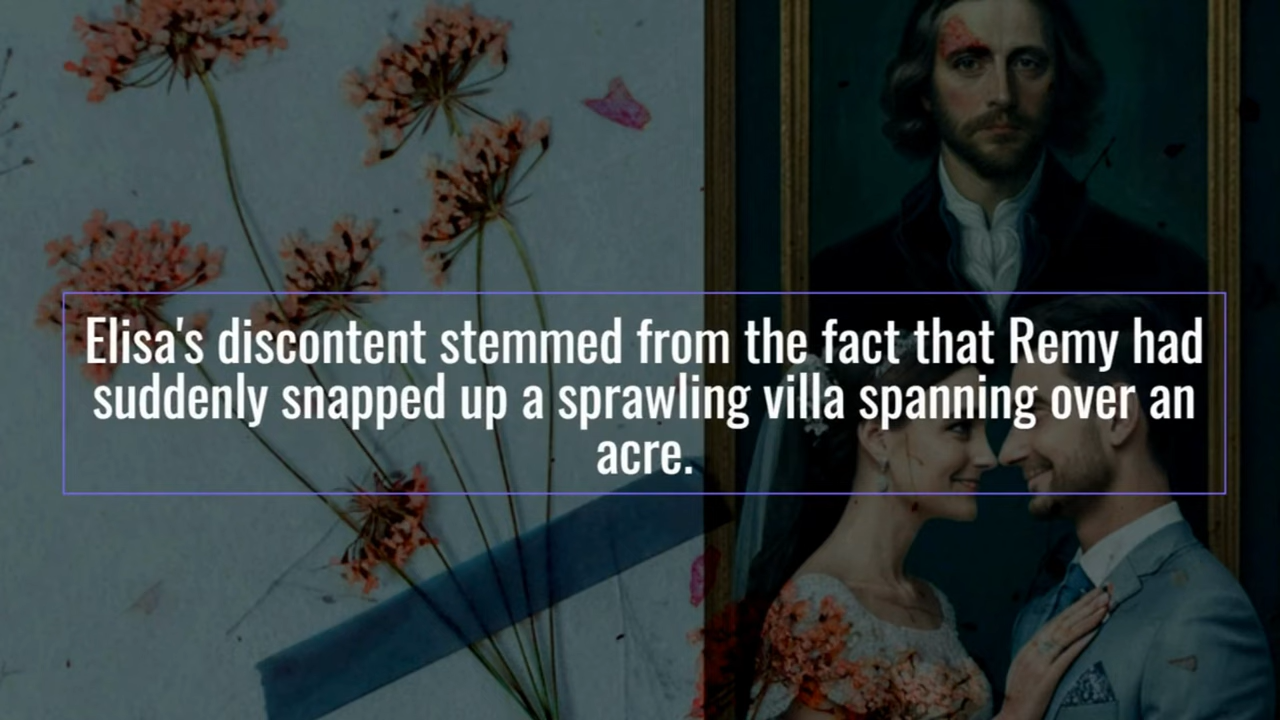 Elisa's discontent stemmed from the fact that Remy had
suddenly snapped up a sprawling villa spanning over an
acre.